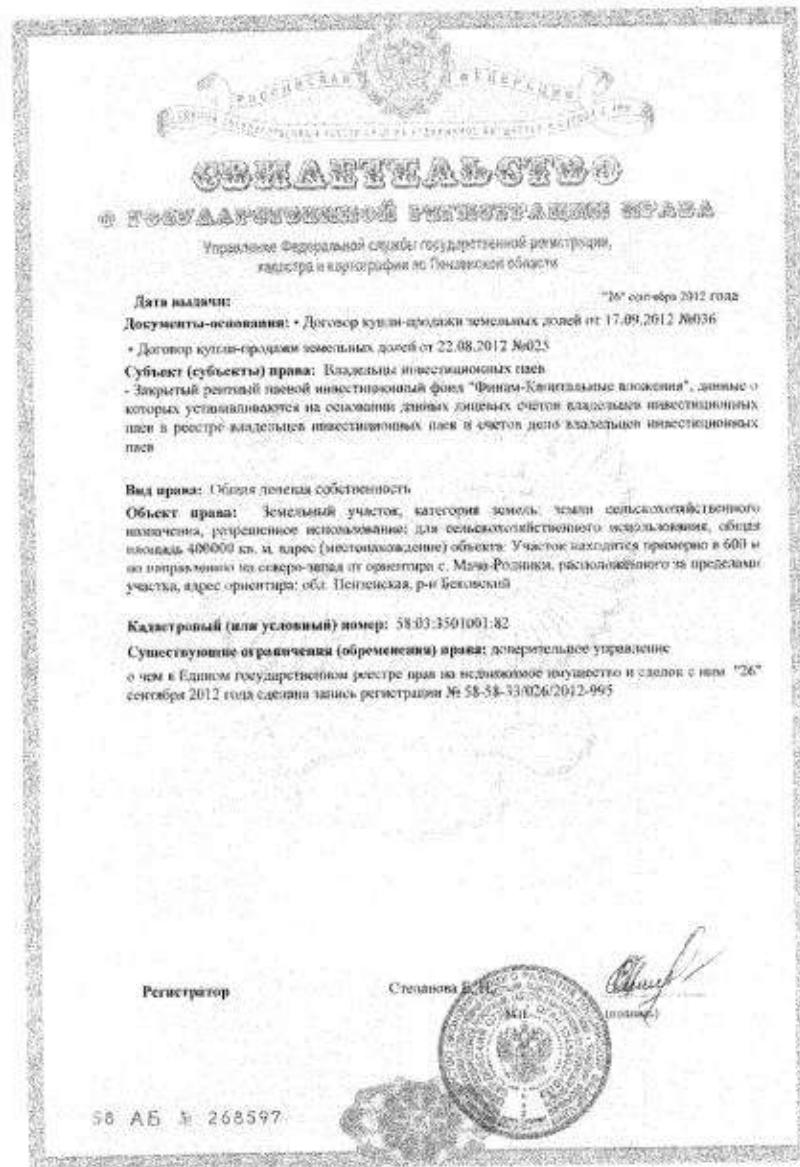 РОССИЙСКАЯ ФЕДЕРАЦИЯ
СВИДЕТЕЛЬСТВО
О ГОСУДАРСТВЕННОЙ РЕГИСТРАЦИИ ПРАВА
Управление Федеральной службы государственной регистрации,
кадастра и картографии по Пензенской области
Дата выдачи: "26" сентября 2012 года
Документы-основания: • Договор купли-продажи земельных долей от 17.09.2012 №036
• Договор купли-продажи земельных долей от 22.08.2012 №025
Субъект (субъекты) права: Владельцы инвестиционных паев
- Закрытый рентный паевой инвестиционный фонд "Финам-Капитальные вложения", данные о
которых устанавливаются на основании данных лицевых счетов владельцев инвестиционных
паев в реестре владельцев инвестиционных паев и счетов депо владельцев инвестиционных
паев
Вид права: Общая долевая собственность
Объект права: Земельный участок, категория земель: земли сельскохозяйственного
назначения, разрешенное использование: для сельскохозяйственного использования, общая
площадь 400000 кв. м, адрес (местонахождение) объекта: Участок находится примерно в 600 м
по направлению на северо-запад от ориентира с. Мача-Родники, расположенного за пределами
участка, адрес ориентира: обл. Пензенская, р-н Бековский
Кадастровый (или условный) номер: 58:03:3501001:82
Существующие ограничения (обременения) права: доверительное управление
о чем в Едином государственном реестре прав на недвижимое имущество и сделок с ним "26"
сентября 2012 года сделана запись регистрации № 58-58-33/026/2012-995
Регистратор Степанова Е. Н.
М.П. (подпись)
58 АБ № 268597